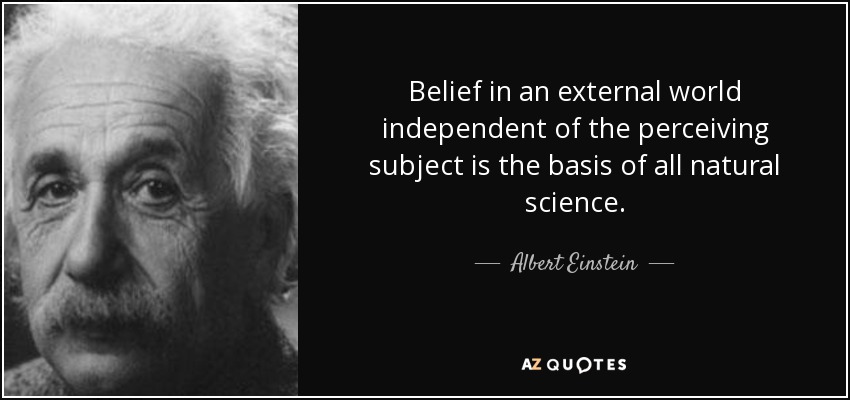 Belief in an external world
independent of the perceiving
subject is the basis of all natural
science.
Albert Einstein
AZ QUOTES